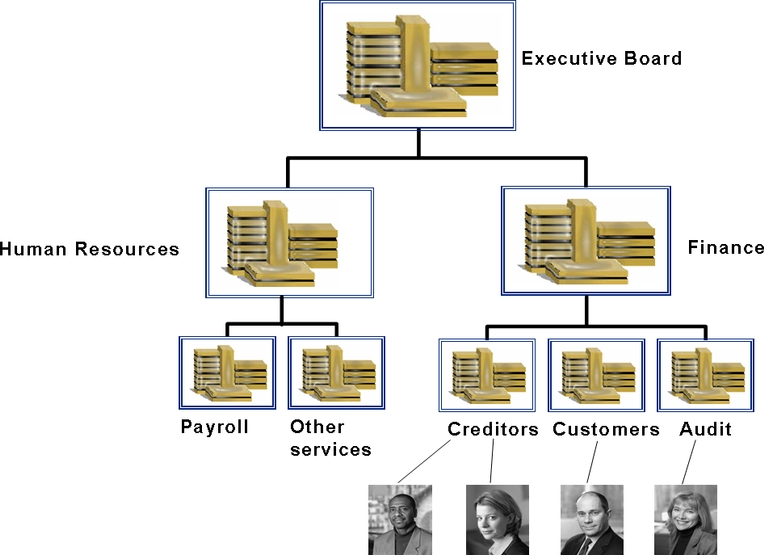 Executive Board
Human Resources
Finance
Payroll
Other
services
Creditors
Customers
Audit